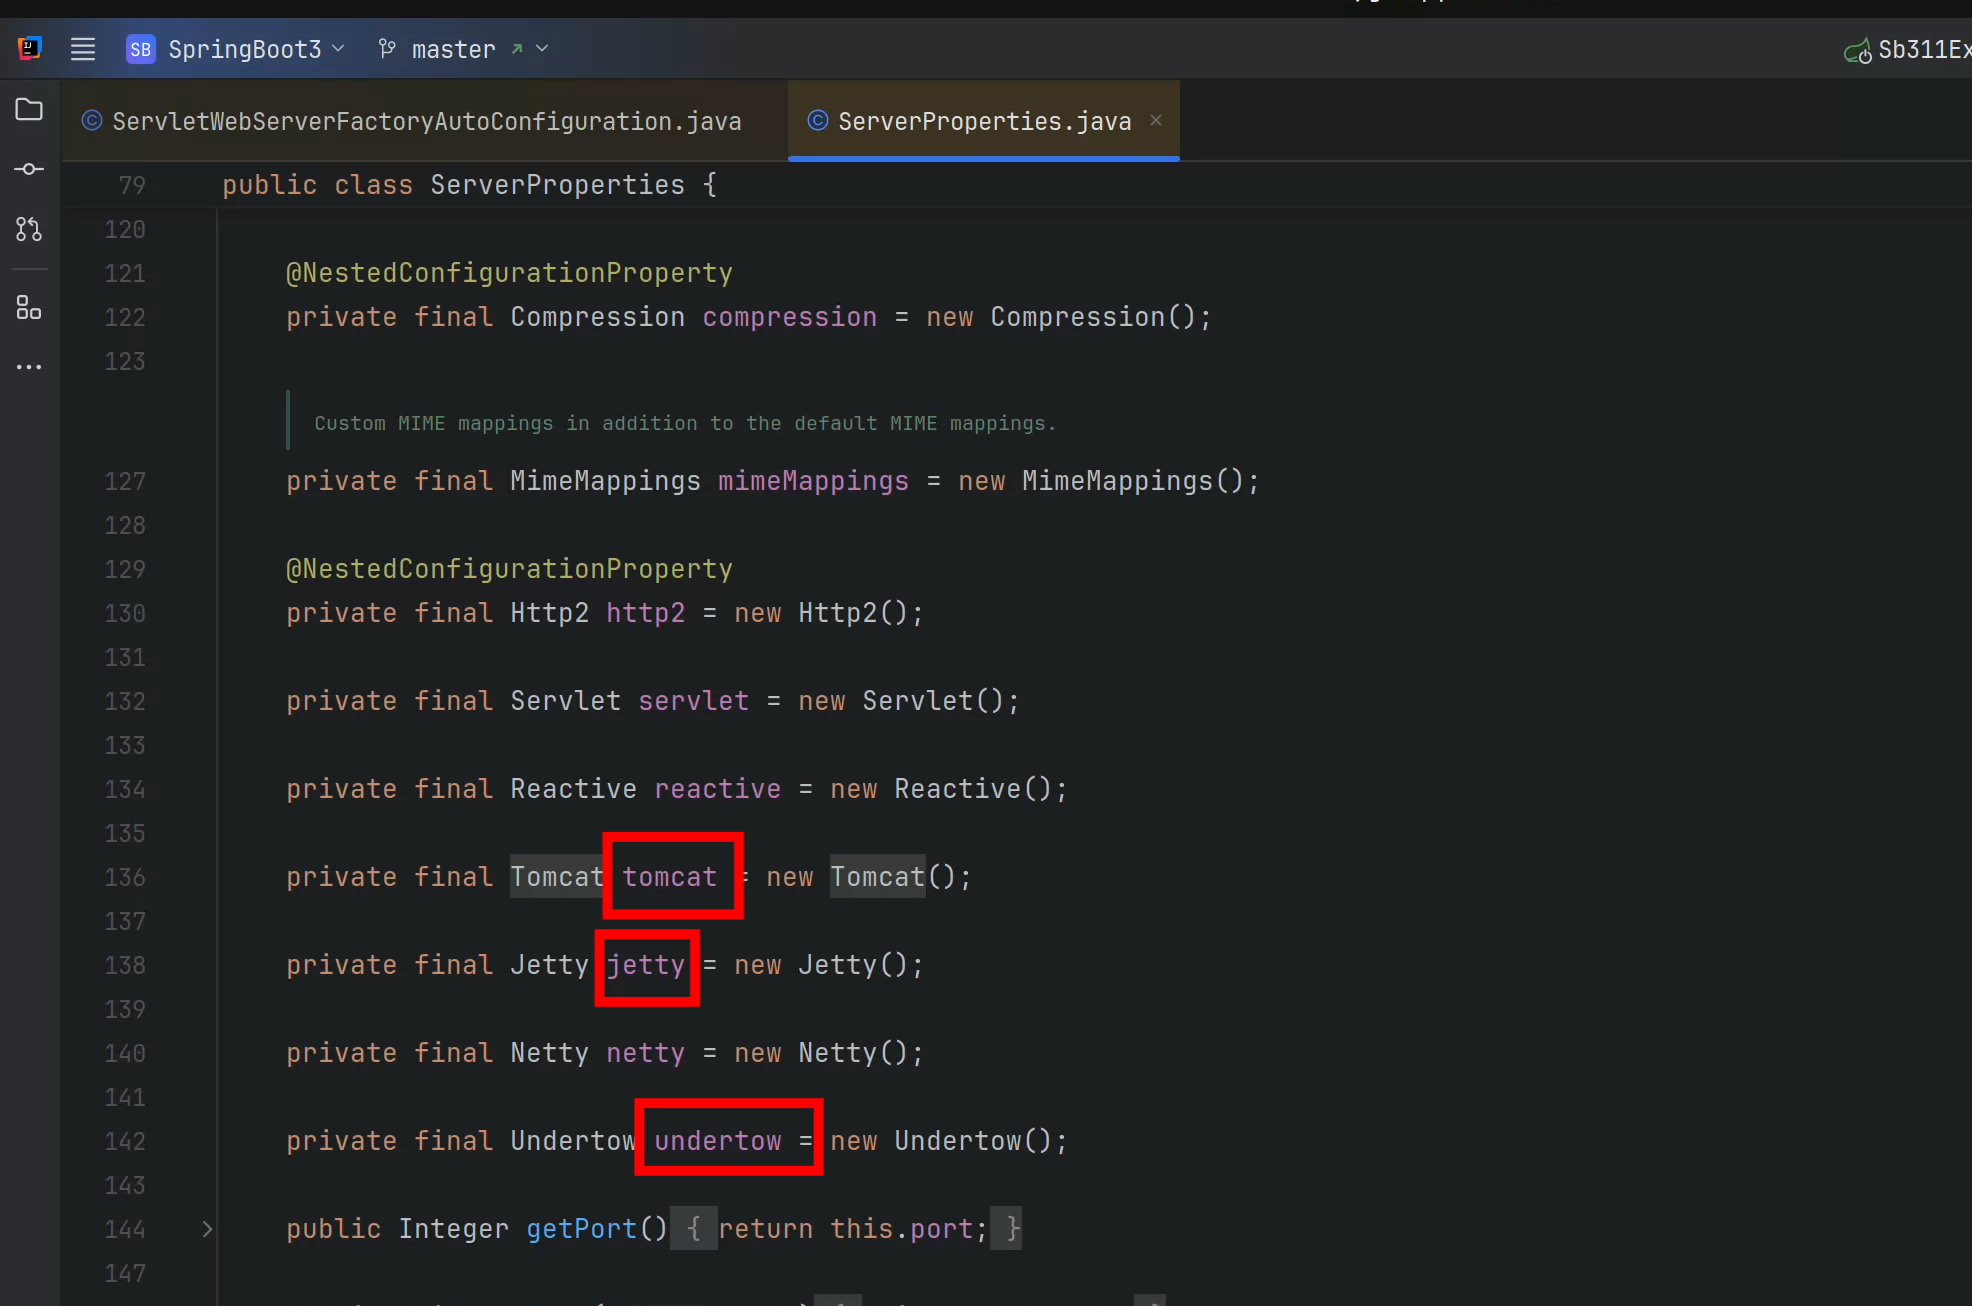 SB SpringBoot3 master Sb311Ex
ServletWebServerFactoryAutoConfiguration.java ServerProperties.java
79 public class ServerProperties {
120
121 @NestedConfigurationProperty
122 private final Compression compression = new Compression();
123
Custom MIME mappings in addition to the default MIME mappings.
127 private final MimeMappings mimeMappings = new MimeMappings();
128
129 @NestedConfigurationProperty
130 private final Http2 http2 = new Http2();
131
132 private final Servlet servlet = new Servlet();
133
134 private final Reactive reactive = new Reactive();
135
136 private final Tomcat tomcat = new Tomcat();
137
138 private final Jetty jetty = new Jetty();
139
140 private final Netty netty = new Netty();
141
142 private final Undertow undertow = new Undertow();
143
144 public Integer getPort() { return this.port; }
147